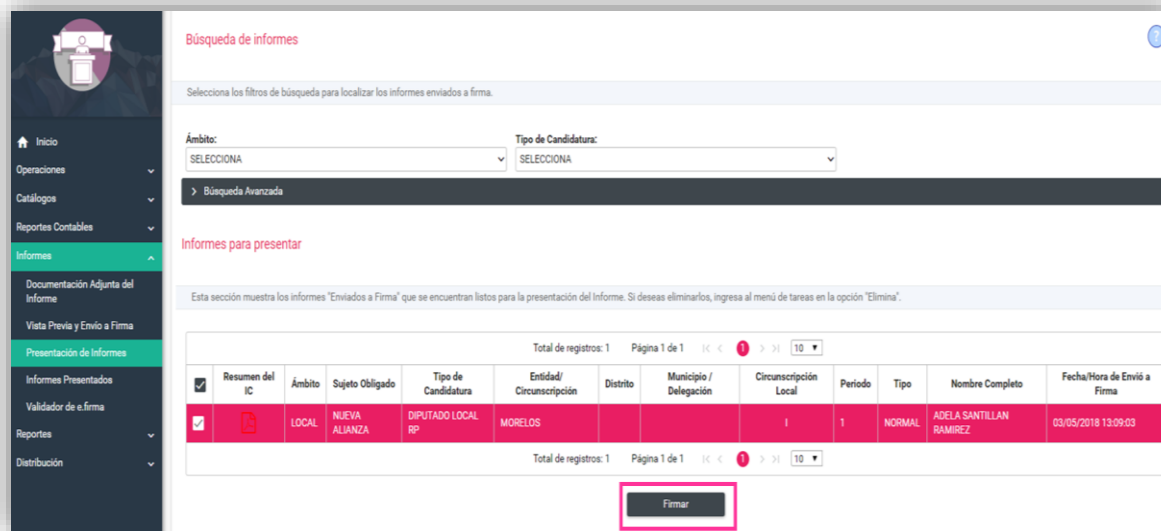 Búsqueda de informes
?
Selecciona los filtros de búsqueda para localizar los informes enviados a firma.
Inicio
Operaciones
Catálogos
Reportes Contables
Informes
Documentación Adjunta del
Informe
Vista Previa y Envío a Firma
Presentación de Informes
Informes Presentados
Validador de e.firma
Reportes
Distribución
Ámbito: Tipo de Candidatura:
SELECCIONA SELECCIONA
> Búsqueda Avanzada
Informes para presentar
Esta sección muestra los informes "Enviados a Firma" que se encuentran listos para la presentación del Informe. Si deseas eliminarlos, ingresa al menú de tareas en la opción "Elimina".
Total de registros: 1 Página 1 de 1 1 10
Resumen del
IC
Ámbito
Sujeto Obligado
Tipo de
Candidatura
Entidad/
Circunscripción
Distrito
Municipio /
Delegación
Circunscripción
Local
Periodo
Tipo
Nombre Completo
Fecha/Hora de Envió a
Firma
LOCAL
NUEVA
ALIANZA
DIPUTADO LOCAL
RP
MORELOS
I
1
NORMAL
ADELA SANTILLAN
RAMIREZ
03/05/2018 13:09:03
Total de registros: 1 Página 1 de 1 1 10
Firmar